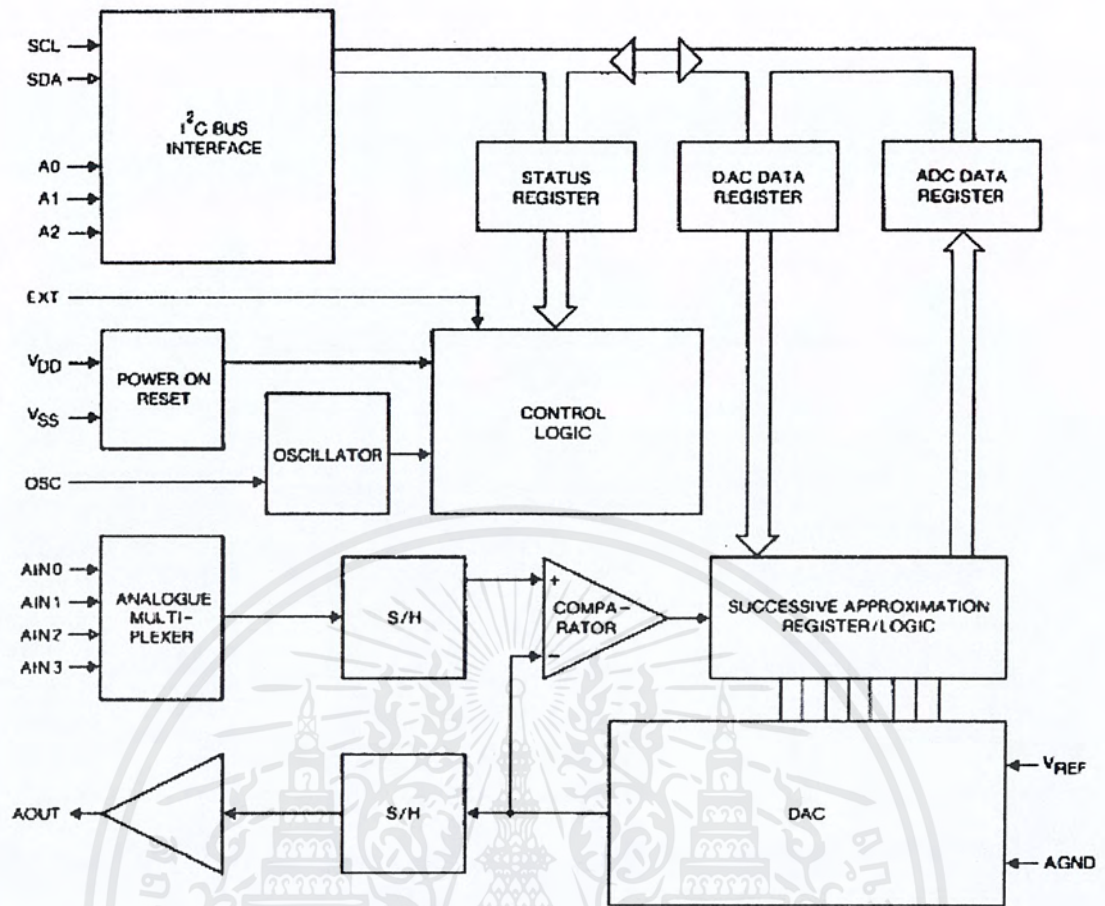 SCL
SDA
A0
A1
A2
I²C BUS
INTERFACE
STATUS
REGISTER
DAC DATA
REGISTER
ADC DATA
REGISTER
EXT
VDD
VSS
POWER ON
RESET
OSC
OSCILLATOR
CONTROL
LOGIC
AIN0
AIN1
AIN2
AIN3
ANALOGUE
MULTI-
PLEXER
S/H
+
−
COMPA-
RATOR
SUCCESSIVE APPROXIMATION
REGISTER/LOGIC
AOUT
S/H
DAC
VREF
AGND